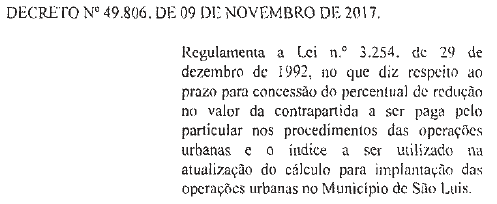 DECRETO Nº 49.806, DE 09 DE NOVEMBRO DE 2017.
Regulamenta a Lei n.º 3.254, de 29 de
dezembro de 1992, no que diz respeito ao
prazo para concessão do percentual de redução
no valor da contrapartida a ser paga pelo
particular nos procedimentos das operações
urbanas e o índice a ser utilizado na
atualização do cálculo para implantação das
operações urbanas no Município de São Luis.